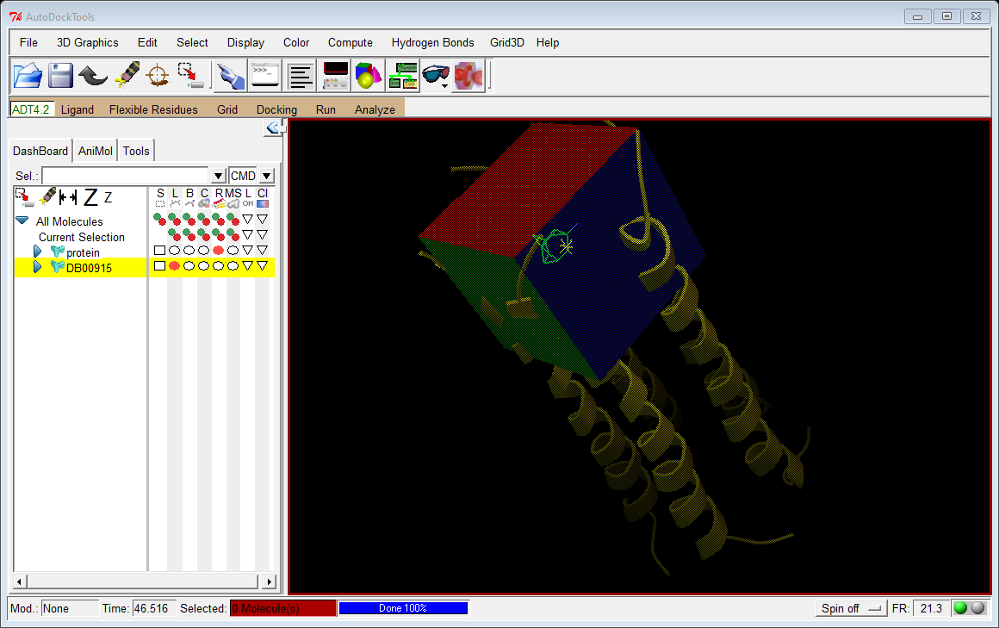 AutoDockTools
File 3D Graphics Edit Select Display Color Compute Hydrogen Bonds Grid3D Help
>>>
ADT4.2 Ligand Flexible Residues Grid Docking Run Analyze
DashBoard AniMol Tools
Sel.: CMD
Z Z S L B C R MS L Cl
OH
All Molecules
Current Selection
protein
DB00915
Mod.: None Time: 46.516 Selected: 0 Molecule(s) Done 100% Spin off FR: 21.3